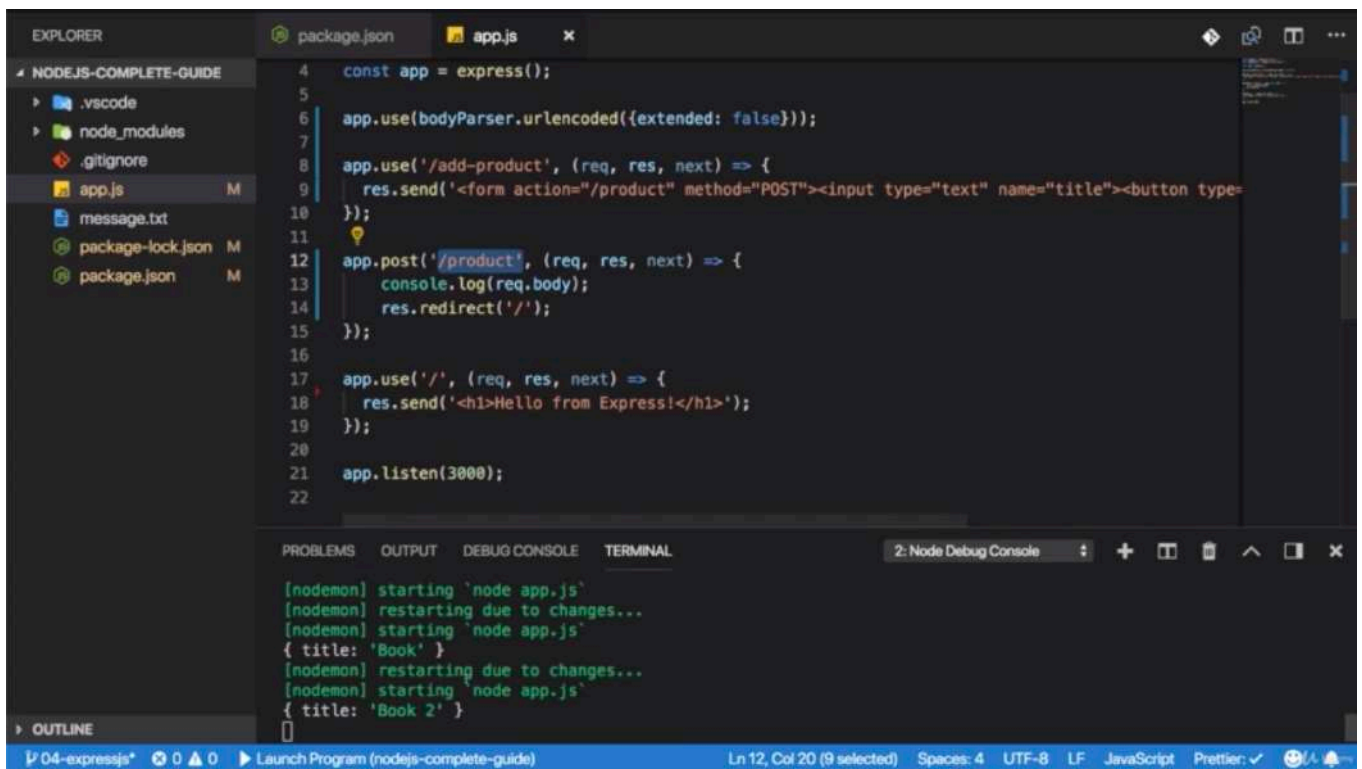 EXPLORER
NODEJS-COMPLETE-GUIDE
.vscode
node_modules
.gitignore
app.js M
message.txt
package-lock.json M
package.json M
OUTLINE
package.json app.js ×
4 const app = express();
5
6 app.use(bodyParser.urlencoded({extended: false}));
7
8 app.use('/add-product', (req, res, next) => {
9 res.send('<form action="/product" method="POST"><input type="text" name="title"><button type=
10 });
11
12 app.post('/product', (req, res, next) => {
13 console.log(req.body);
14 res.redirect('/');
15 });
16
17 app.use('/', (req, res, next) => {
18 res.send('<h1>Hello from Express!</h1>');
19 });
20
21 app.listen(3000);
22
PROBLEMS OUTPUT DEBUG CONSOLE TERMINAL 2: Node Debug Console
[nodemon] starting `node app.js`
[nodemon] restarting due to changes...
[nodemon] starting `node app.js`
{ title: 'Book' }
[nodemon] restarting due to changes...
[nodemon] starting `node app.js`
{ title: 'Book 2' }
04-expressjs* 0 0 Launch Program (nodejs-complete-guide) Ln 12, Col 20 (9 selected) Spaces: 4 UTF-8 LF JavaScript Prettier: ✓